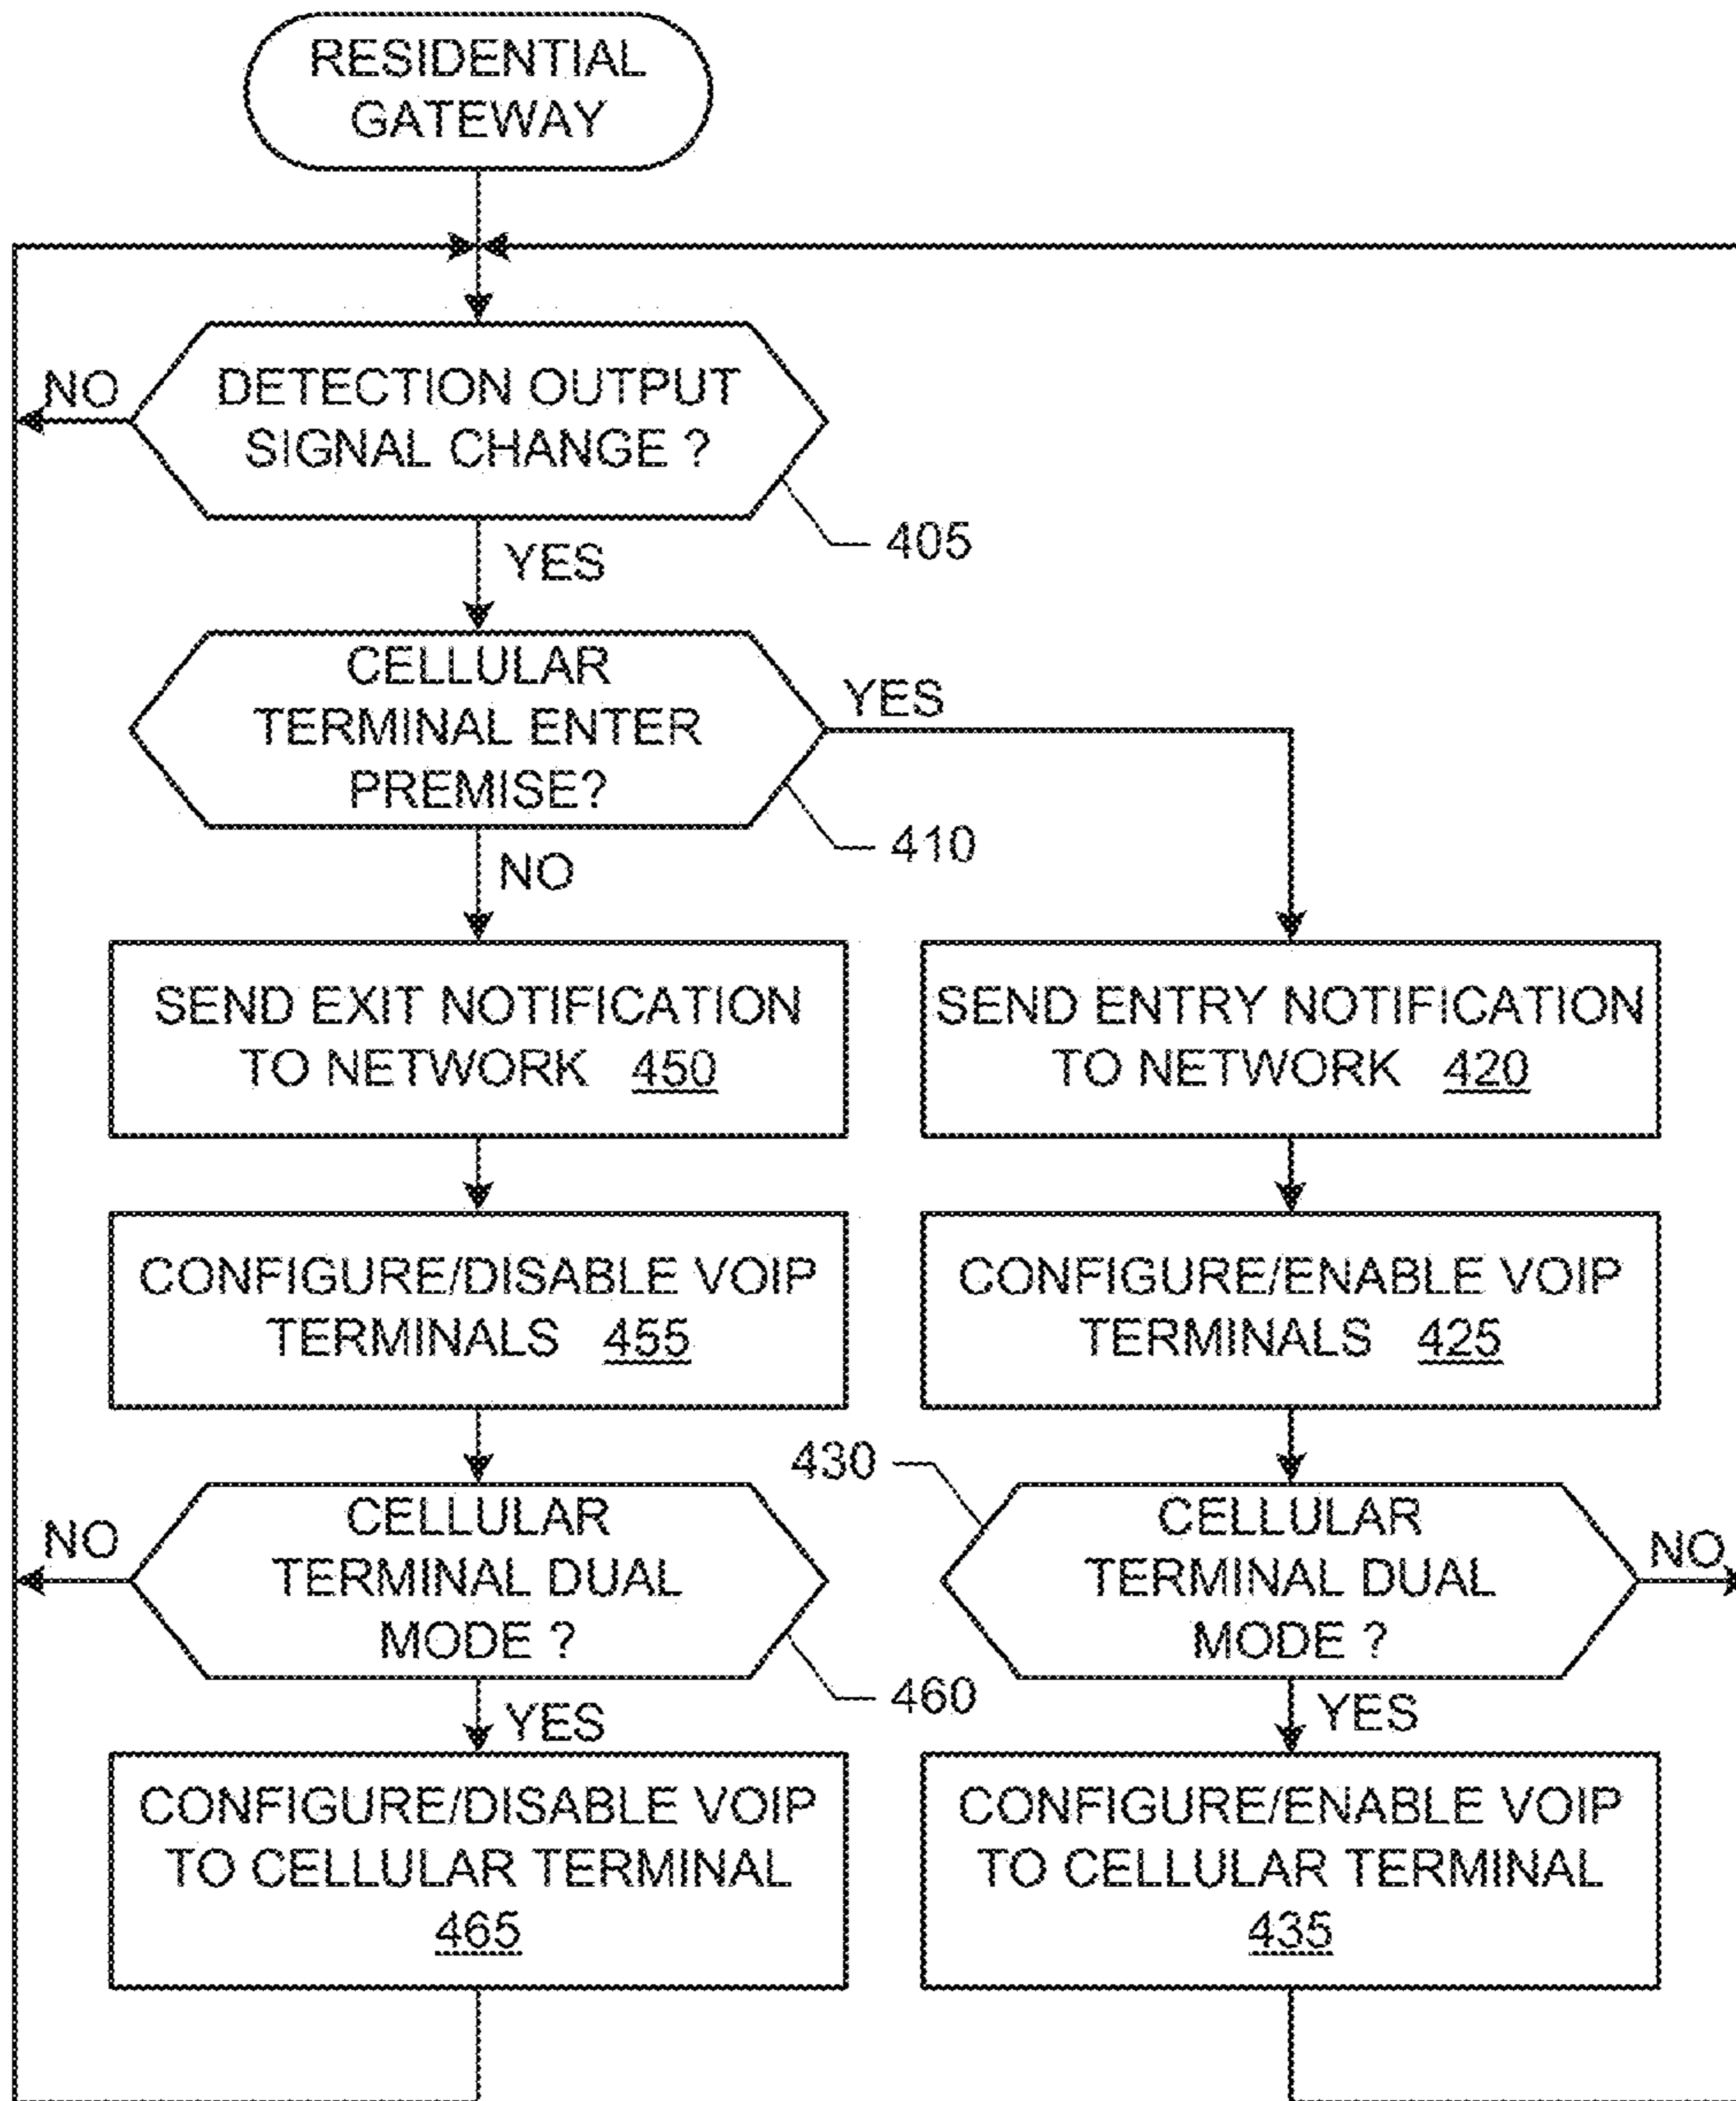 RESIDENTIAL
GATEWAY
NO
DETECTION OUTPUT
SIGNAL CHANGE ?
405
YES
CELLULAR
TERMINAL ENTER
PREMISE?
YES
410
NO
SEND EXIT NOTIFICATION
TO NETWORK 450
SEND ENTRY NOTIFICATION
TO NETWORK 420
CONFIGURE/DISABLE VOIP
TERMINALS 455
CONFIGURE/ENABLE VOIP
TERMINALS 425
430
NO
CELLULAR
TERMINAL DUAL
MODE ?
460
CELLULAR
TERMINAL DUAL
MODE ?
NO
YES
YES
CONFIGURE/DISABLE VOIP
TO CELLULAR TERMINAL
465
CONFIGURE/ENABLE VOIP
TO CELLULAR TERMINAL
435